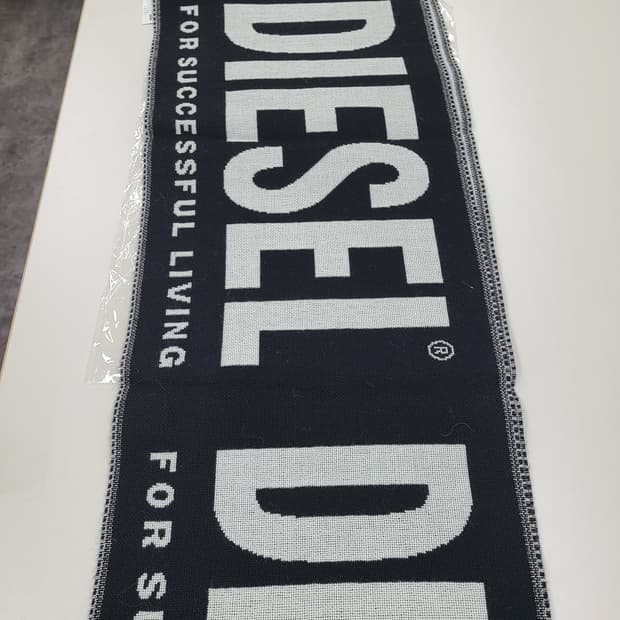 DIESEL®
FOR SUCCESSFUL LIVING
D
FOR S